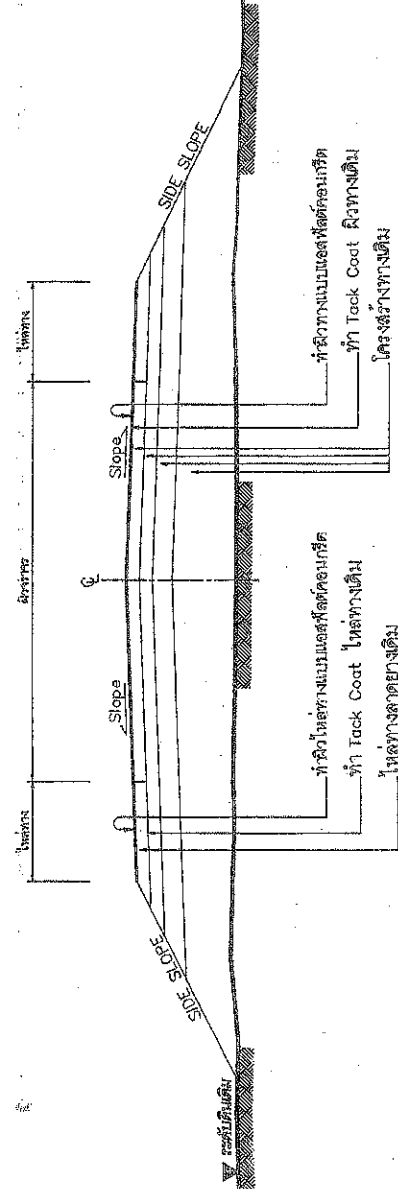 ไหล่ทาง
ผิวจราจร
ไหล่ทาง
Slope
Slope
SIDE SLOPE
SIDE SLOPE
ระดับดินเดิม
ทำผิวไหล่ทางแบบแอสฟัลต์คอนกรีต
ทำ Tack Coat ไหล่ทางเดิม
ไหล่ทางลาดยางเดิม
ทำผิวทางแบบแอสฟัลต์คอนกรีต
ทำ Tack Coat ผิวทางเดิม
โครงสร้างทางเดิม